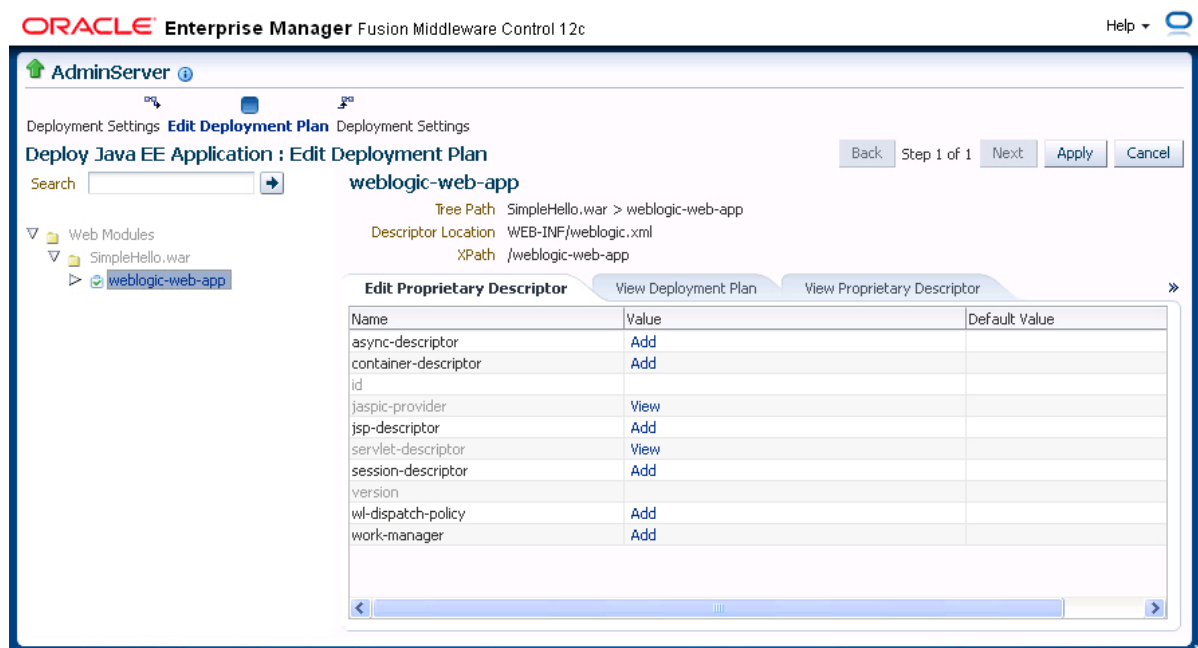 ORACLE Enterprise Manager Fusion Middleware Control 12c
Help
AdminServer
Deployment Settings Edit Deployment Plan Deployment Settings
Deploy Java EE Application : Edit Deployment Plan
Back Step 1 of 1 Next Apply Cancel
Search
Web Modules
SimpleHello.war
weblogic-web-app
weblogic-web-app
Tree Path SimpleHello.war > weblogic-web-app
Descriptor Location WEB-INF/weblogic.xml
XPath /weblogic-web-app
Edit Proprietary Descriptor View Deployment Plan View Proprietary Descriptor »
Name Value Default Value
async-descriptor Add
container-descriptor Add
id
jaspic-provider View
jsp-descriptor Add
servlet-descriptor View
session-descriptor Add
version
wl-dispatch-policy Add
work-manager Add